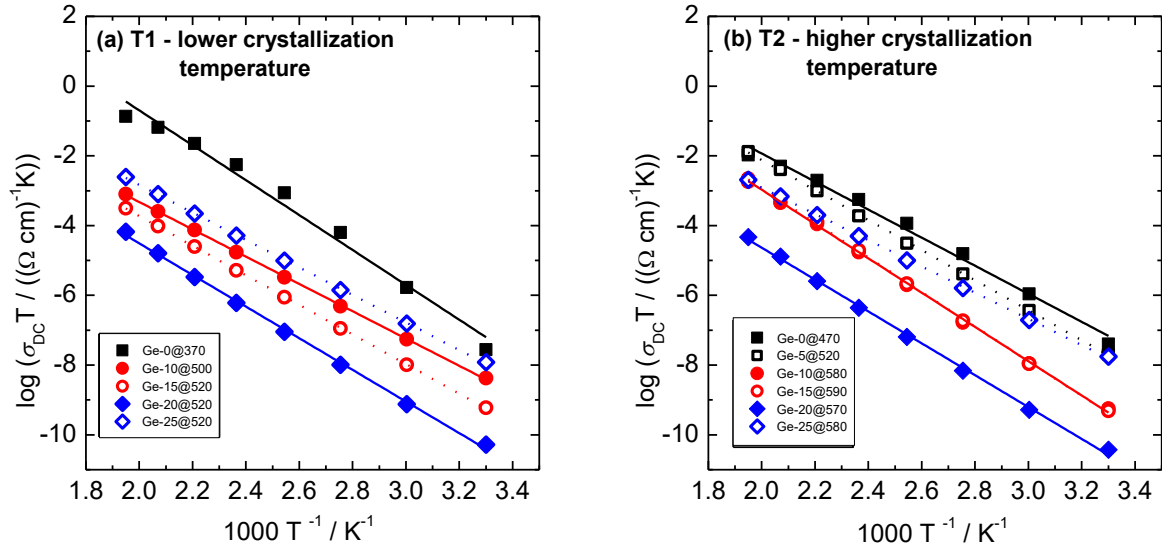 (a) T1 - lower crystallization
temperature
log (σDC T / ((Ω cm)-1K))
2
0
-2
-4
-6
-8
-10
Ge-0@370
Ge-10@500
Ge-15@520
Ge-20@520
Ge-25@520
1.8 2.0 2.2 2.4 2.6 2.8 3.0 3.2 3.4
1000 T -1 / K-1
(b) T2 - higher crystallization
temperature
log (σDC T / ((Ω cm)-1K))
2
0
-2
-4
-6
-8
-10
Ge-0@470
Ge-5@520
Ge-10@580
Ge-15@590
Ge-20@570
Ge-25@580
1.8 2.0 2.2 2.4 2.6 2.8 3.0 3.2 3.4
1000 T -1 / K-1